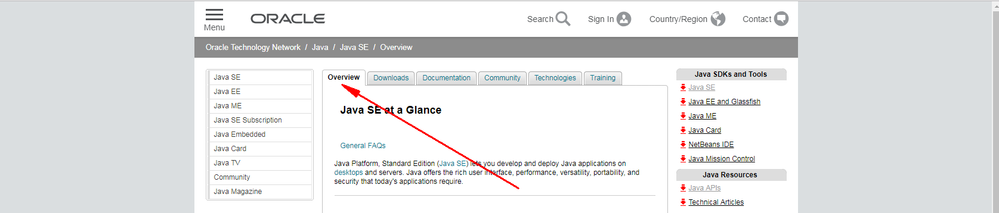 Menu
ORACLE
Search
Sign In
Country/Region
Contact
Oracle Technology Network / Java / Java SE / Overview
Java SE
Java EE
Java ME
Java SE Subscription
Java Embedded
Java Card
Java TV
Community
Java Magazine
Overview
Downloads
Documentation
Community
Technologies
Training
Java SE at a Glance
General FAQs
Java Platform, Standard Edition (Java SE) lets you develop and deploy Java applications on
desktops and servers. Java offers the rich user interface, performance, versatility, portability, and
security that today's applications require.
Java SDKs and Tools
Java SE
Java EE and Glassfish
Java ME
Java Card
NetBeans IDE
Java Mission Control
Java Resources
Java APIs
Technical Articles